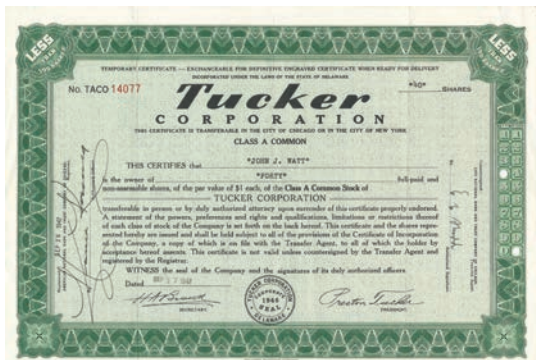 LESS
THAN
LESS
THAN
TEMPORARY CERTIFICATE — EXCHANGEABLE FOR DEFINITIVE ENGRAVED CERTIFICATE WHEN READY FOR DELIVERY
INCORPORATED UNDER THE LAWS OF THE STATE OF DELAWARE
No. TACO 14077
*40* SHARES
Tucker
CORPORATION
THIS CERTIFICATE IS TRANSFERABLE IN THE CITY OF CHICAGO OR IN THE CITY OF NEW YORK
CLASS A COMMON
THIS CERTIFIES that *JOHN J. WATT*
is the owner of *FORTY* full-paid and
non-assessable shares, of the par value of $1 each, of the Class A Common Stock of
TUCKER CORPORATION
transferable in person or by duly authorized attorney upon surrender of this certificate properly endorsed.
A statement of the powers, preferences and rights and qualifications, limitations or restrictions thereof
of each class of stock of the Company is set forth on the back hereof. This certificate and the shares repre-
sented hereby are issued and shall be held subject to all of the provisions of the Certificate of Incorporation
of the Company, a copy of which is on file with the Transfer Agent, to all of which the holder by
acceptance hereof assents. This certificate is not valid unless countersigned by the Transfer Agent and
registered by the Registrar.
WITNESS the seal of the Company and the signatures of its duly authorized officers.
Dated
SECRETARY.
TUCKER CORPORATION
CORPORATE
1946
SEAL
DELAWARE
Preston Tucker
PRESIDENT.